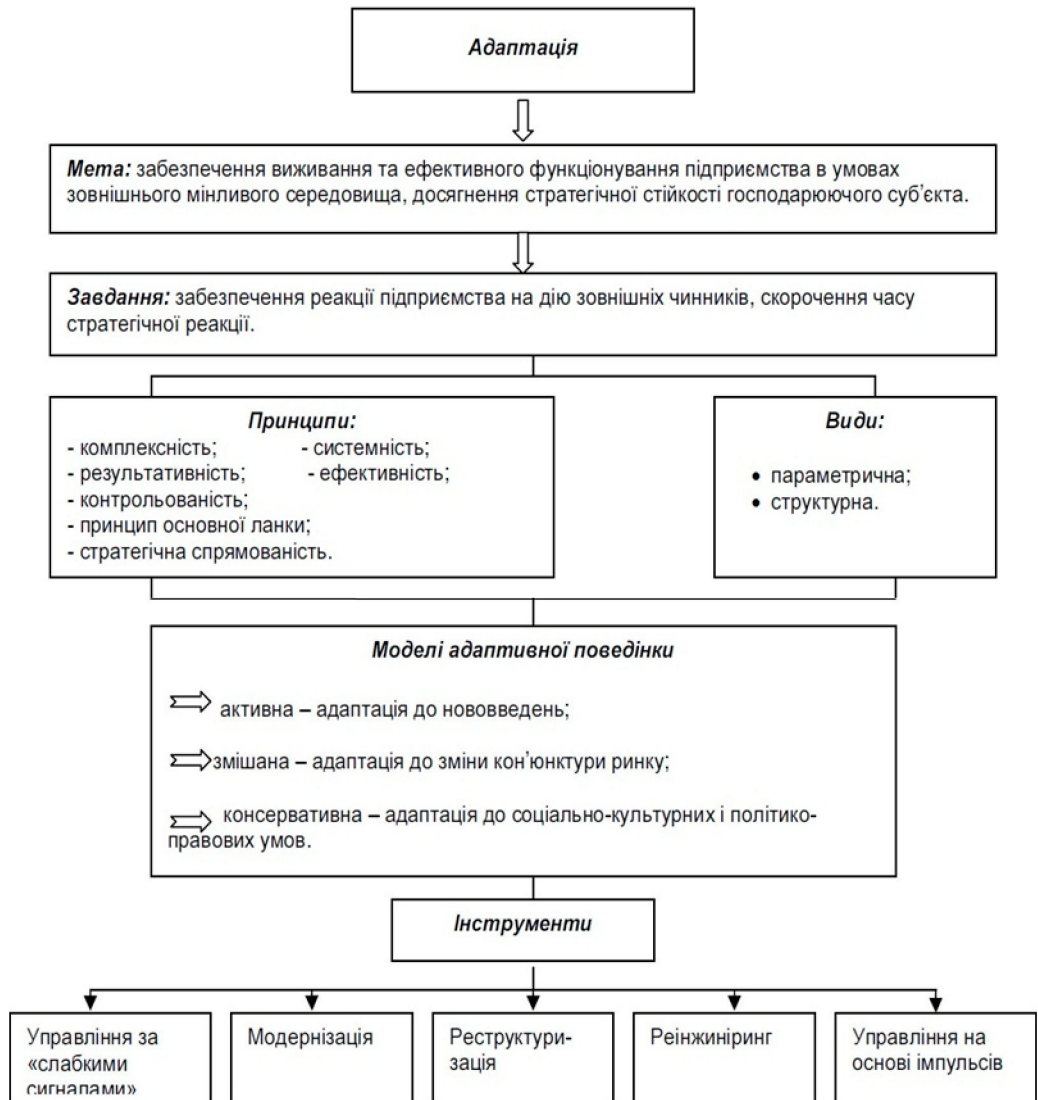 Адаптація
Мета: забезпечення виживання та ефективного функціонування підприємства в умовах
зовнішнього мінливого середовища, досягнення стратегічної стійкості господарюючого суб’єкта.
Завдання: забезпечення реакції підприємства на дію зовнішніх чинників, скорочення часу
стратегічної реакції.
Принципи:
- комплексність; - системність;
- результативність; - ефективність;
- контрольованість;
- принцип основної ланки;
- стратегічна спрямованість.
Види:
• параметрична;
• структурна.
Моделі адаптивної поведінки
активна – адаптація до нововведень;
змішана – адаптація до зміни кон’юнктури ринку;
консервативна – адаптація до соціально-культурних і політико-
правових умов.
Інструменти
Управління за
«слабкими
сигналами»
Модернізація
Реструктури-
зація
Реінжиніринг
Управління на
основі імпульсів